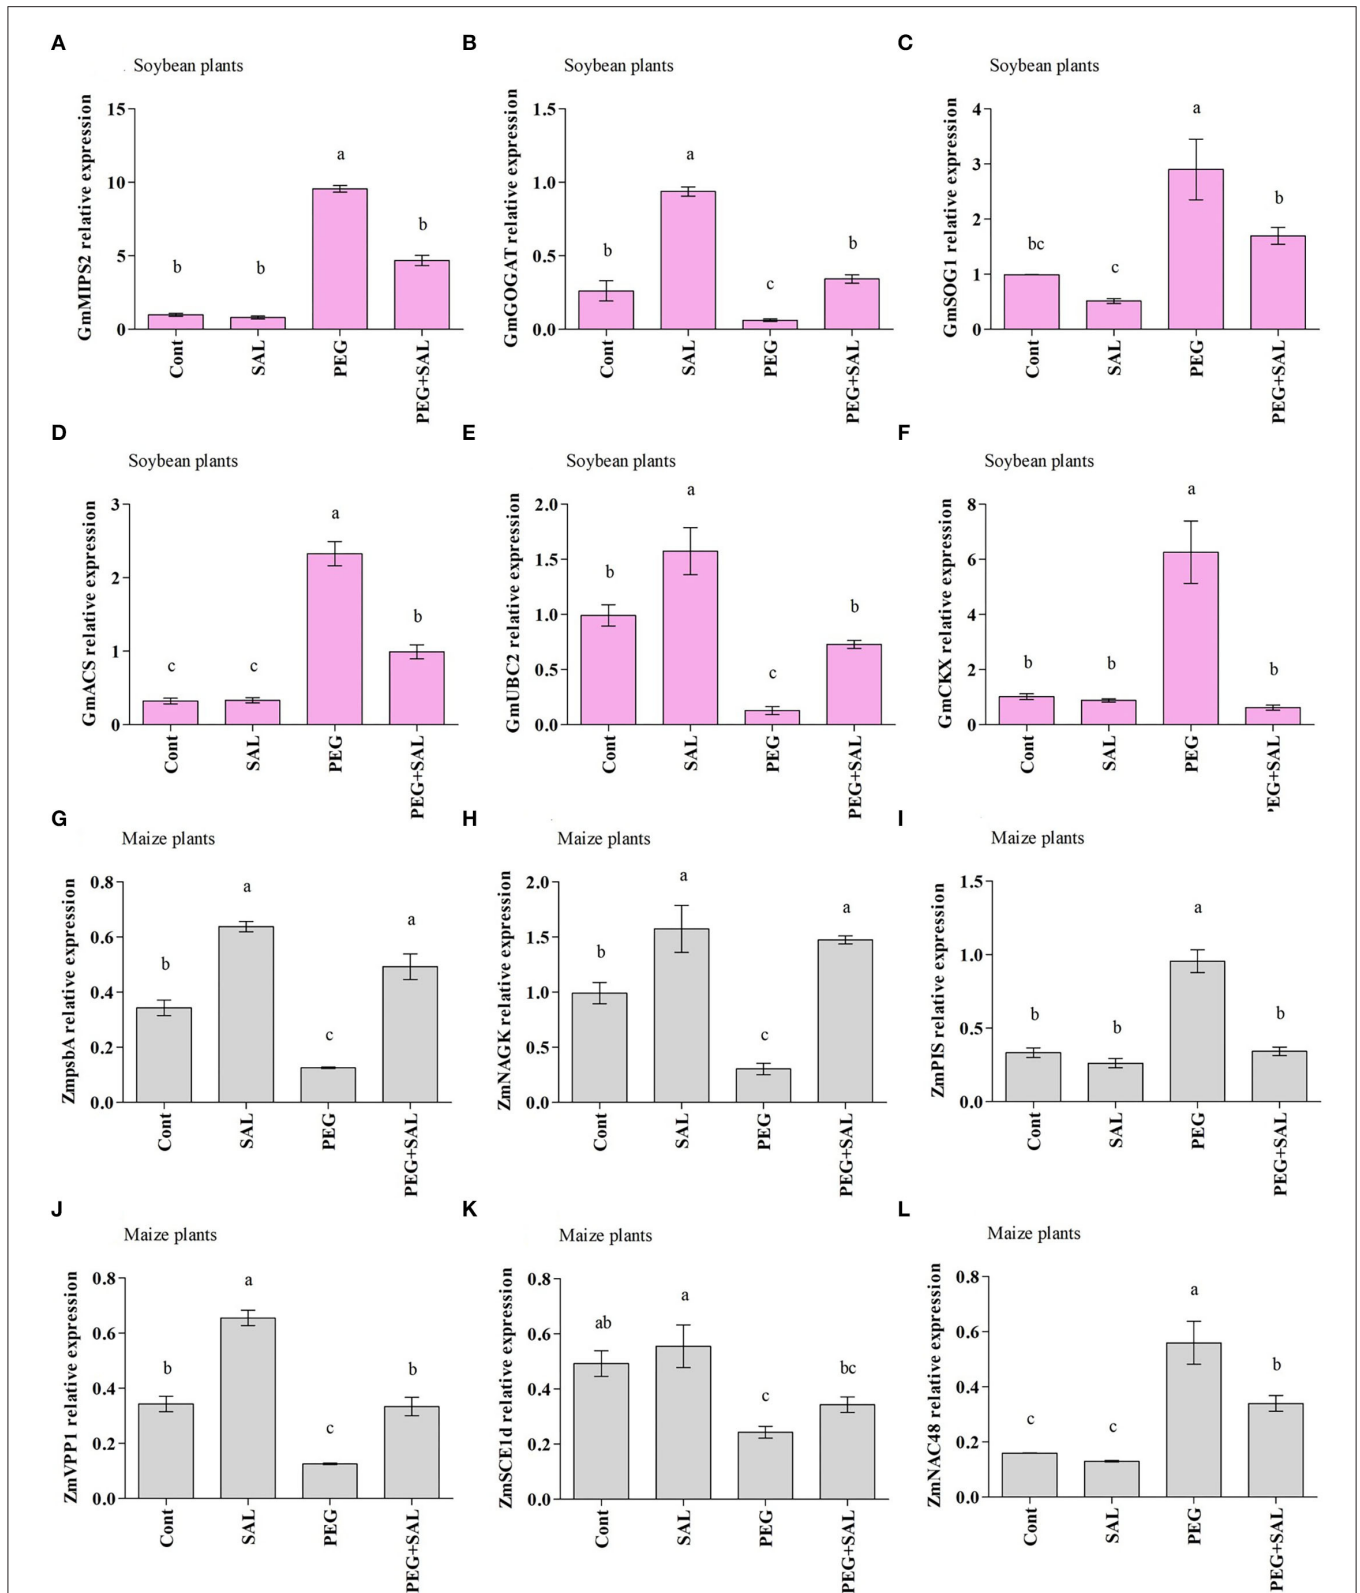 A
Soybean plants
GmMIPS2 relative expression
15
10
5
0
b
b
a
b
Cont
SAL
PEG
PEG+SAL
B
Soybean plants
GmGOGAT relative expression
1.5
1.0
0.5
0.0
b
a
c
b
Cont
SAL
PEG
PEG+SAL
C
Soybean plants
GmSOG1 relative expression
4
3
2
1
0
bc
c
a
b
Cont
SAL
PEG
PEG+SAL
D
Soybean plants
GmACS relative expression
3
2
1
0
c
c
a
b
Cont
SAL
PEG
PEG+SAL
E
Soybean plants
GmUBC2 relative expression
2.0
1.5
1.0
0.5
0.0
b
a
c
b
Cont
SAL
PEG
PEG+SAL
F
Soybean plants
GmCKX relative expression
8
6
4
2
0
b
b
a
b
Cont
SAL
PEG
PEG+SAL
G
Maize plants
ZmpsbA relative expression
0.8
0.6
0.4
0.2
0.0
b
a
c
a
Cont
SAL
PEG
PEG+SAL
H
Maize plants
ZmNAGK relative expression
2.0
1.5
1.0
0.5
0.0
b
a
c
a
Cont
SAL
PEG
PEG+SAL
I
Maize plants
ZmPIS relative expression
1.5
1.0
0.5
0.0
b
b
a
b
Cont
SAL
PEG
PEG+SAL
J
Maize plants
ZmVPP1 relative expression
0.8
0.6
0.4
0.2
0.0
b
a
c
b
Cont
SAL
PEG
PEG+SAL
K
Maize plants
ZmSCE1d relative expression
0.8
0.6
0.4
0.2
0.0
ab
a
c
bc
Cont
SAL
PEG
PEG+SAL
L
Maize plants
ZmNAC48 relative expression
0.8
0.6
0.4
0.2
0.0
c
c
a
b
Cont
SAL
PEG
PEG+SAL